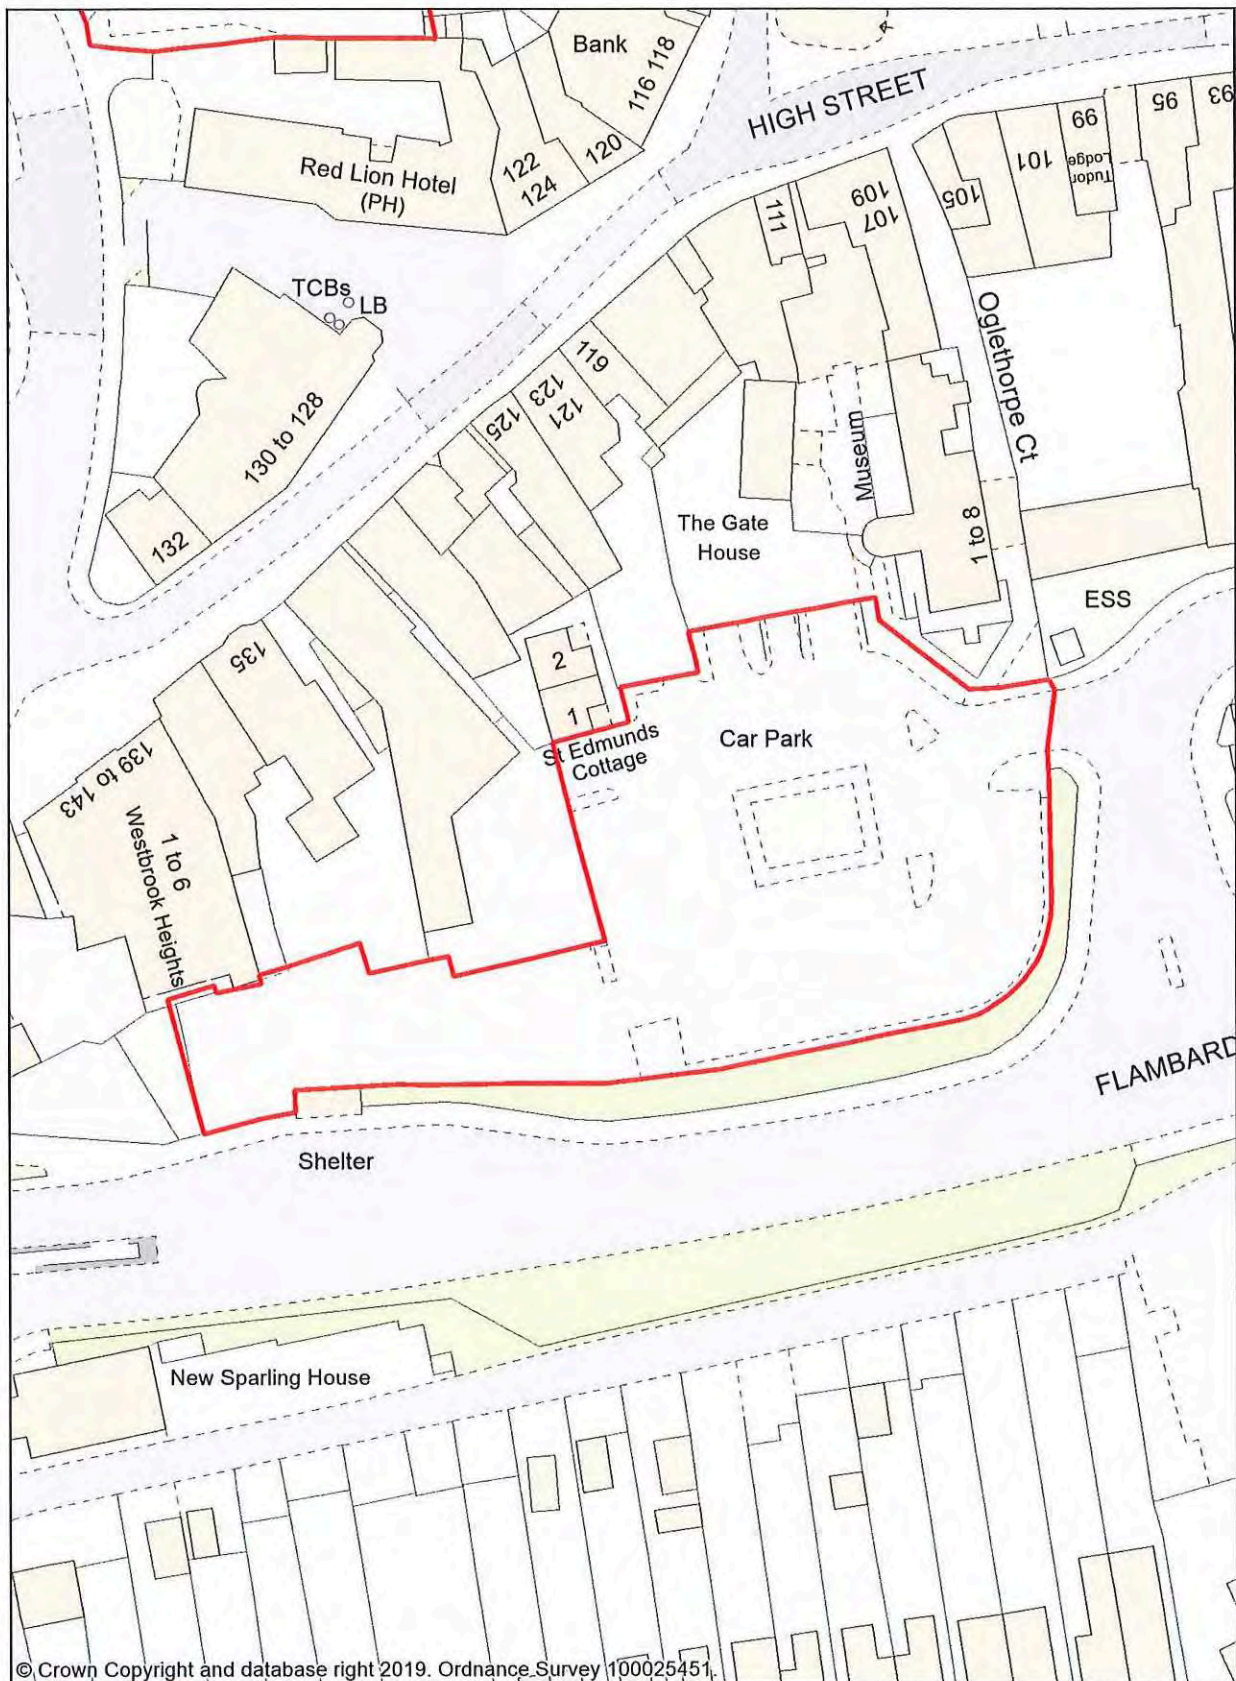 Bank
116 118
HIGH STREET
93
95
99
Tudor
Lodge
101
105
Red Lion Hotel
(PH)
122
124
120
111
109
107
TCBs
LB
Oglethorpe Ct
119
123
121
125
130 to 128
Museum
132
The Gate
House
1 to 8
ESS
2
1
135
St Edmunds
Cottage
Car Park
139 to 143
1 to 6
Westbrook Heights
FLAMBARD
Shelter
New Sparling House
© Crown Copyright and database right 2019. Ordnance Survey 100025451.